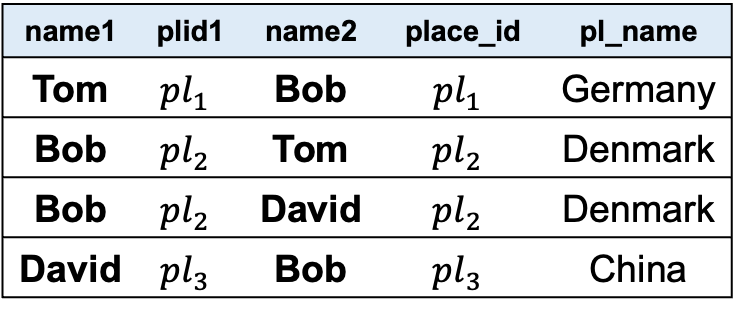 name1 plid1 name2 place_id pl_name
Tom pl₁ Bob pl₁ Germany
Bob pl₂ Tom pl₂ Denmark
Bob pl₂ David pl₂ Denmark
David pl₃ Bob pl₃ China